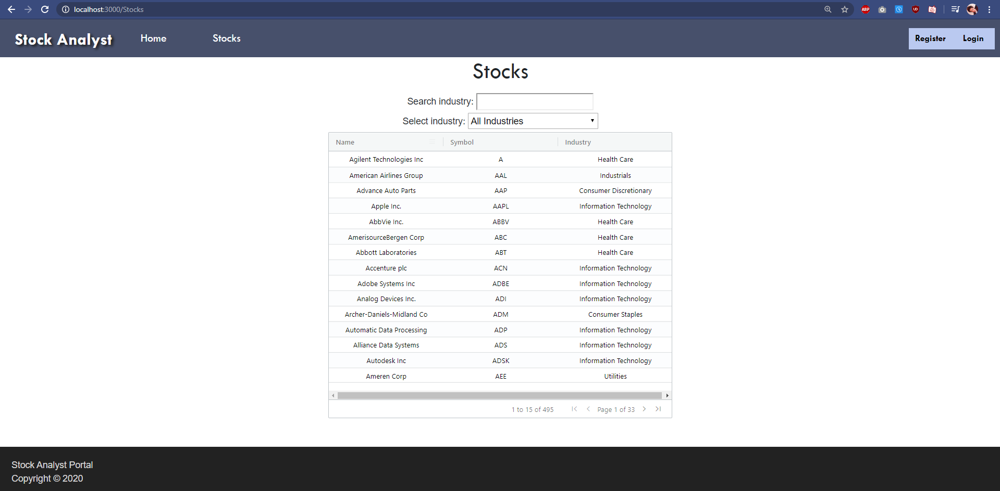 localhost:3000/Stocks
ABP
UD
Stock Analyst Home Stocks Register Login
Stocks
Search industry:
Select industry: All Industries
Name Symbol Industry
Agilent Technologies Inc A Health Care
American Airlines Group AAL Industrials
Advance Auto Parts AAP Consumer Discretionary
Apple Inc. AAPL Information Technology
AbbVie Inc. ABBV Health Care
AmerisourceBergen Corp ABC Health Care
Abbott Laboratories ABT Health Care
Accenture plc ACN Information Technology
Adobe Systems Inc ADBE Information Technology
Analog Devices Inc. ADI Information Technology
Archer-Daniels-Midland Co ADM Consumer Staples
Automatic Data Processing ADP Information Technology
Alliance Data Systems ADS Information Technology
Autodesk Inc ADSK Information Technology
Ameren Corp AEE Utilities
1 to 15 of 495 Page 1 of 33
Stock Analyst Portal
Copyright © 2020